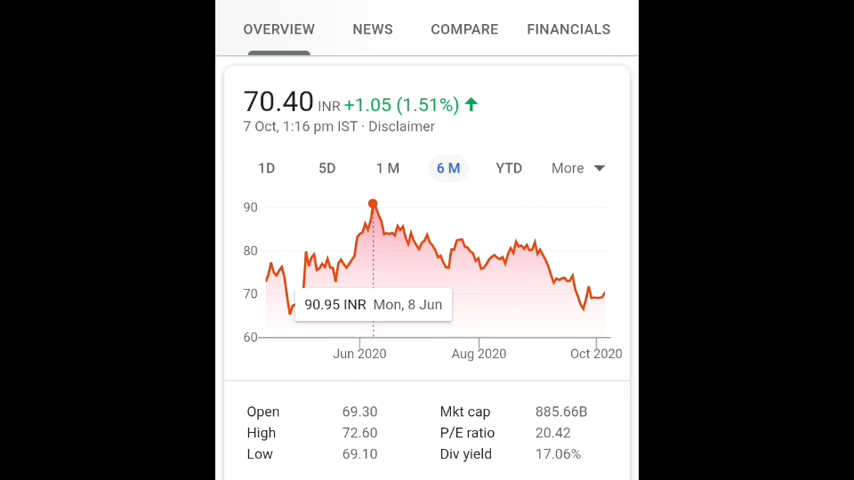 OVERVIEW NEWS COMPARE FINANCIALS
70.40 INR +1.05 (1.51%)
7 Oct, 1:16 pm IST · Disclaimer
1D 5D 1 M 6 M YTD More
90
80
70
90.95 INR Mon, 8 Jun
60
Jun 2020 Aug 2020 Oct 2020
Open 69.30 Mkt cap 885.66B
High 72.60 P/E ratio 20.42
Low 69.10 Div yield 17.06%